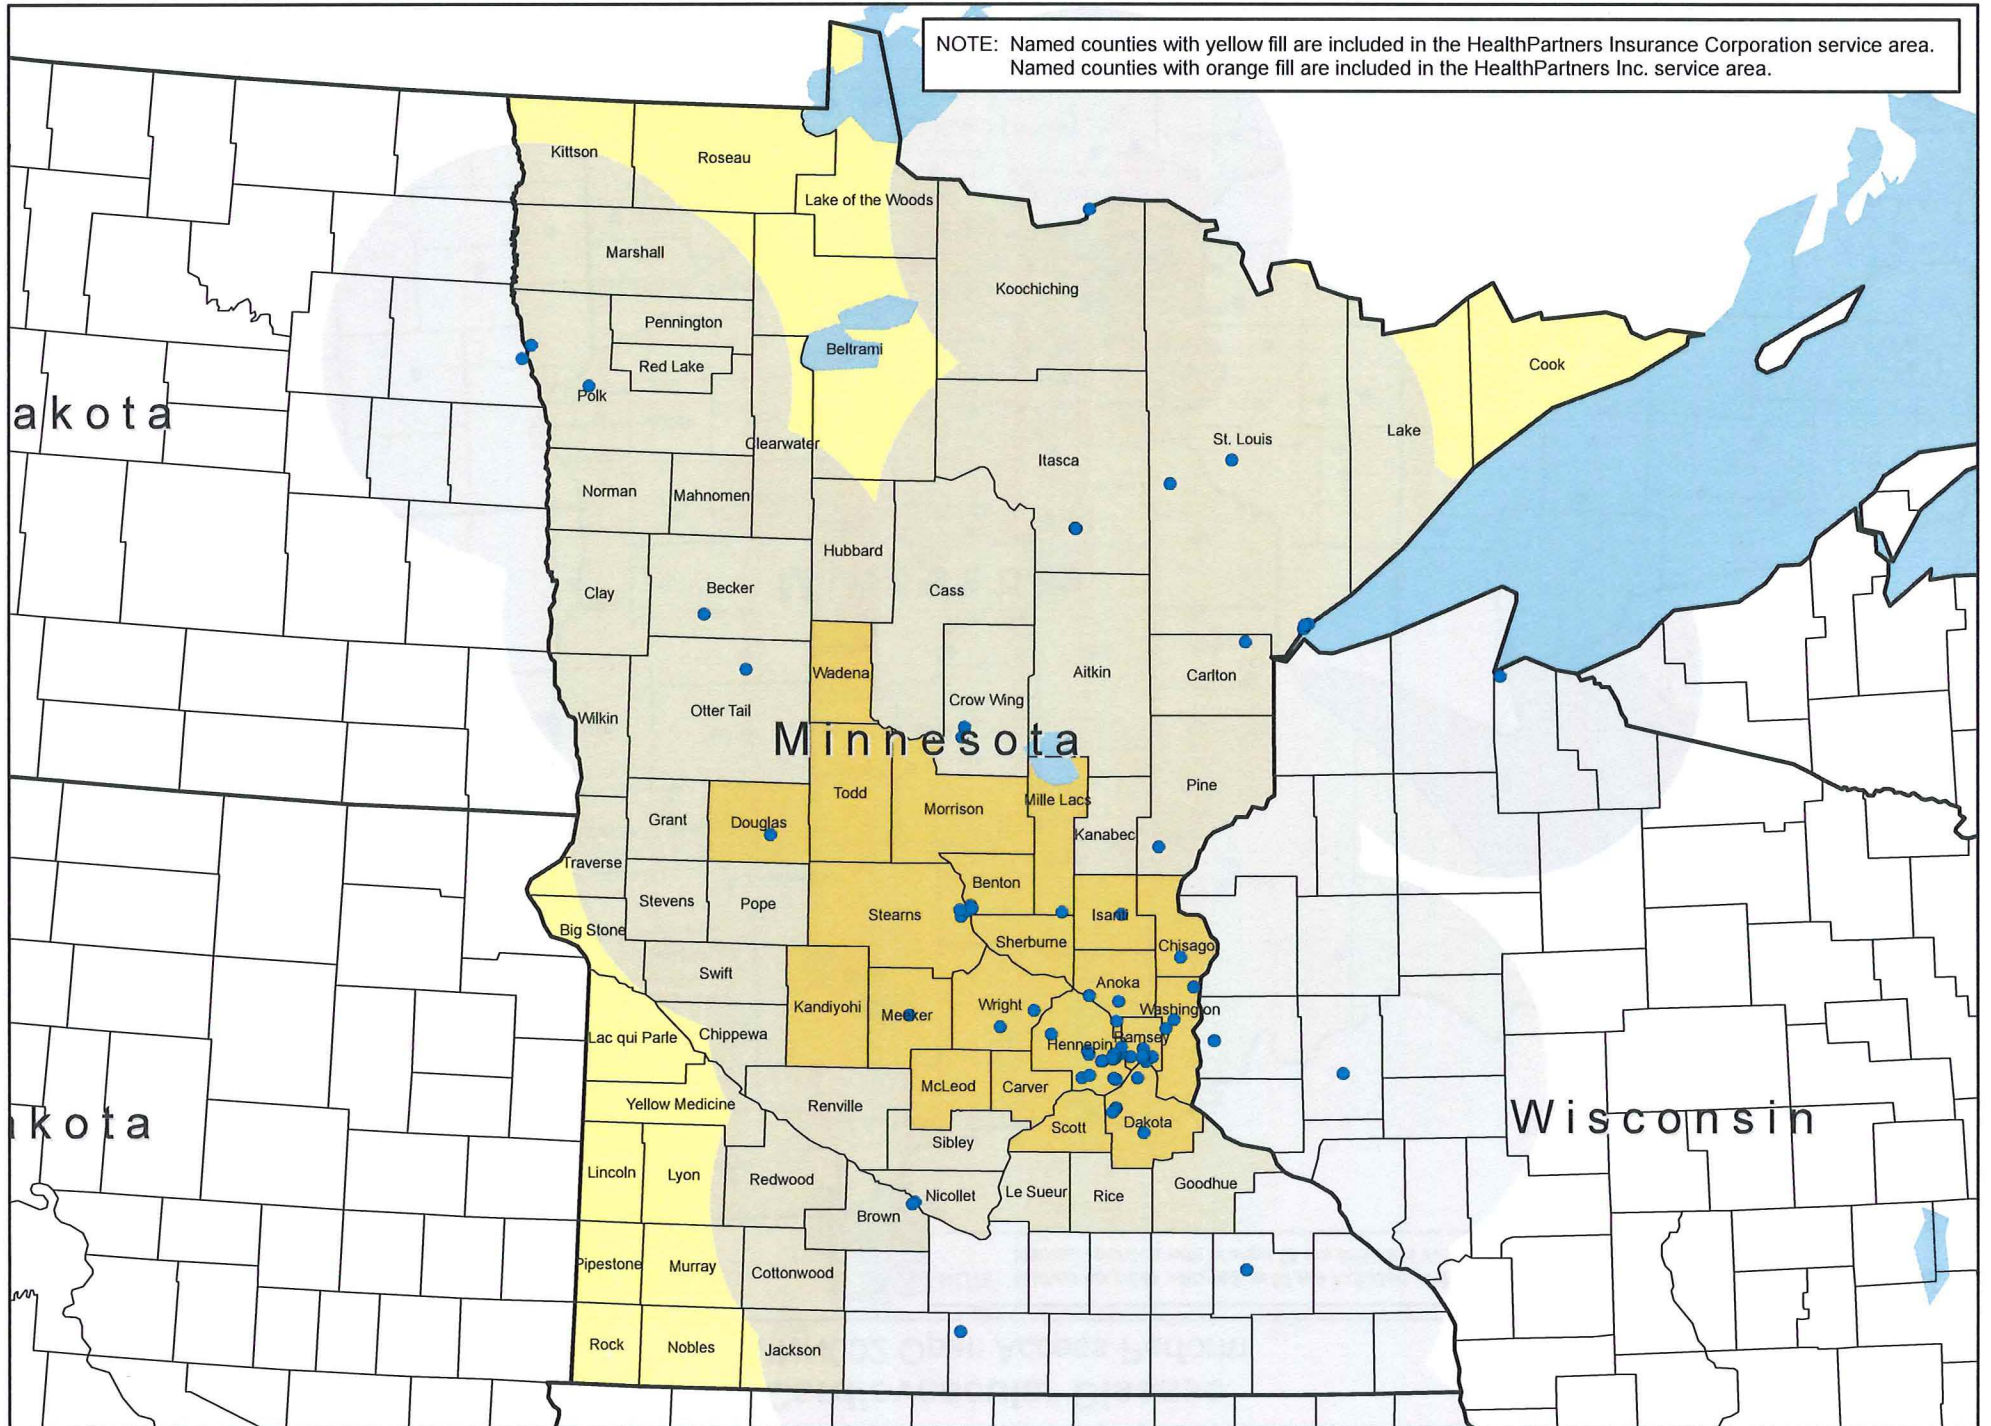 NOTE: Named counties with yellow fill are included in the HealthPartners Insurance Corporation service area.
Named counties with orange fill are included in the HealthPartners Inc. service area.
Kittson
Roseau
Lake of the Woods
Marshall
Koochiching
Pennington
Beltrami
Red Lake
Cook
Polk
akota
Lake
St. Louis
Clearwater
Itasca
Norman
Mahnomen
Hubbard
Becker
Cass
Clay
Wadena
Aitkin
Carlton
Crow Wing
Otter Tail
Wilkin
Minnesota
Pine
Todd
Mille Lacs
Morrison
Grant
Douglas
Kanabec
Traverse
Benton
Stevens
Pope
Stearns
Isanti
Big Stone
Sherburne
Chisago
Swift
Anoka
Kandiyohi
Wright
Washington
Meeker
Chippewa
Lac qui Parle
Ramsey
Hennepin
McLeod
Carver
Yellow Medicine
Renville
kota
Wisconsin
Dakota
Scott
Sibley
Lincoln
Lyon
Redwood
Goodhue
Le Sueur
Rice
Nicollet
Brown
Pipestone
Murray
Cottonwood
Rock
Nobles
Jackson